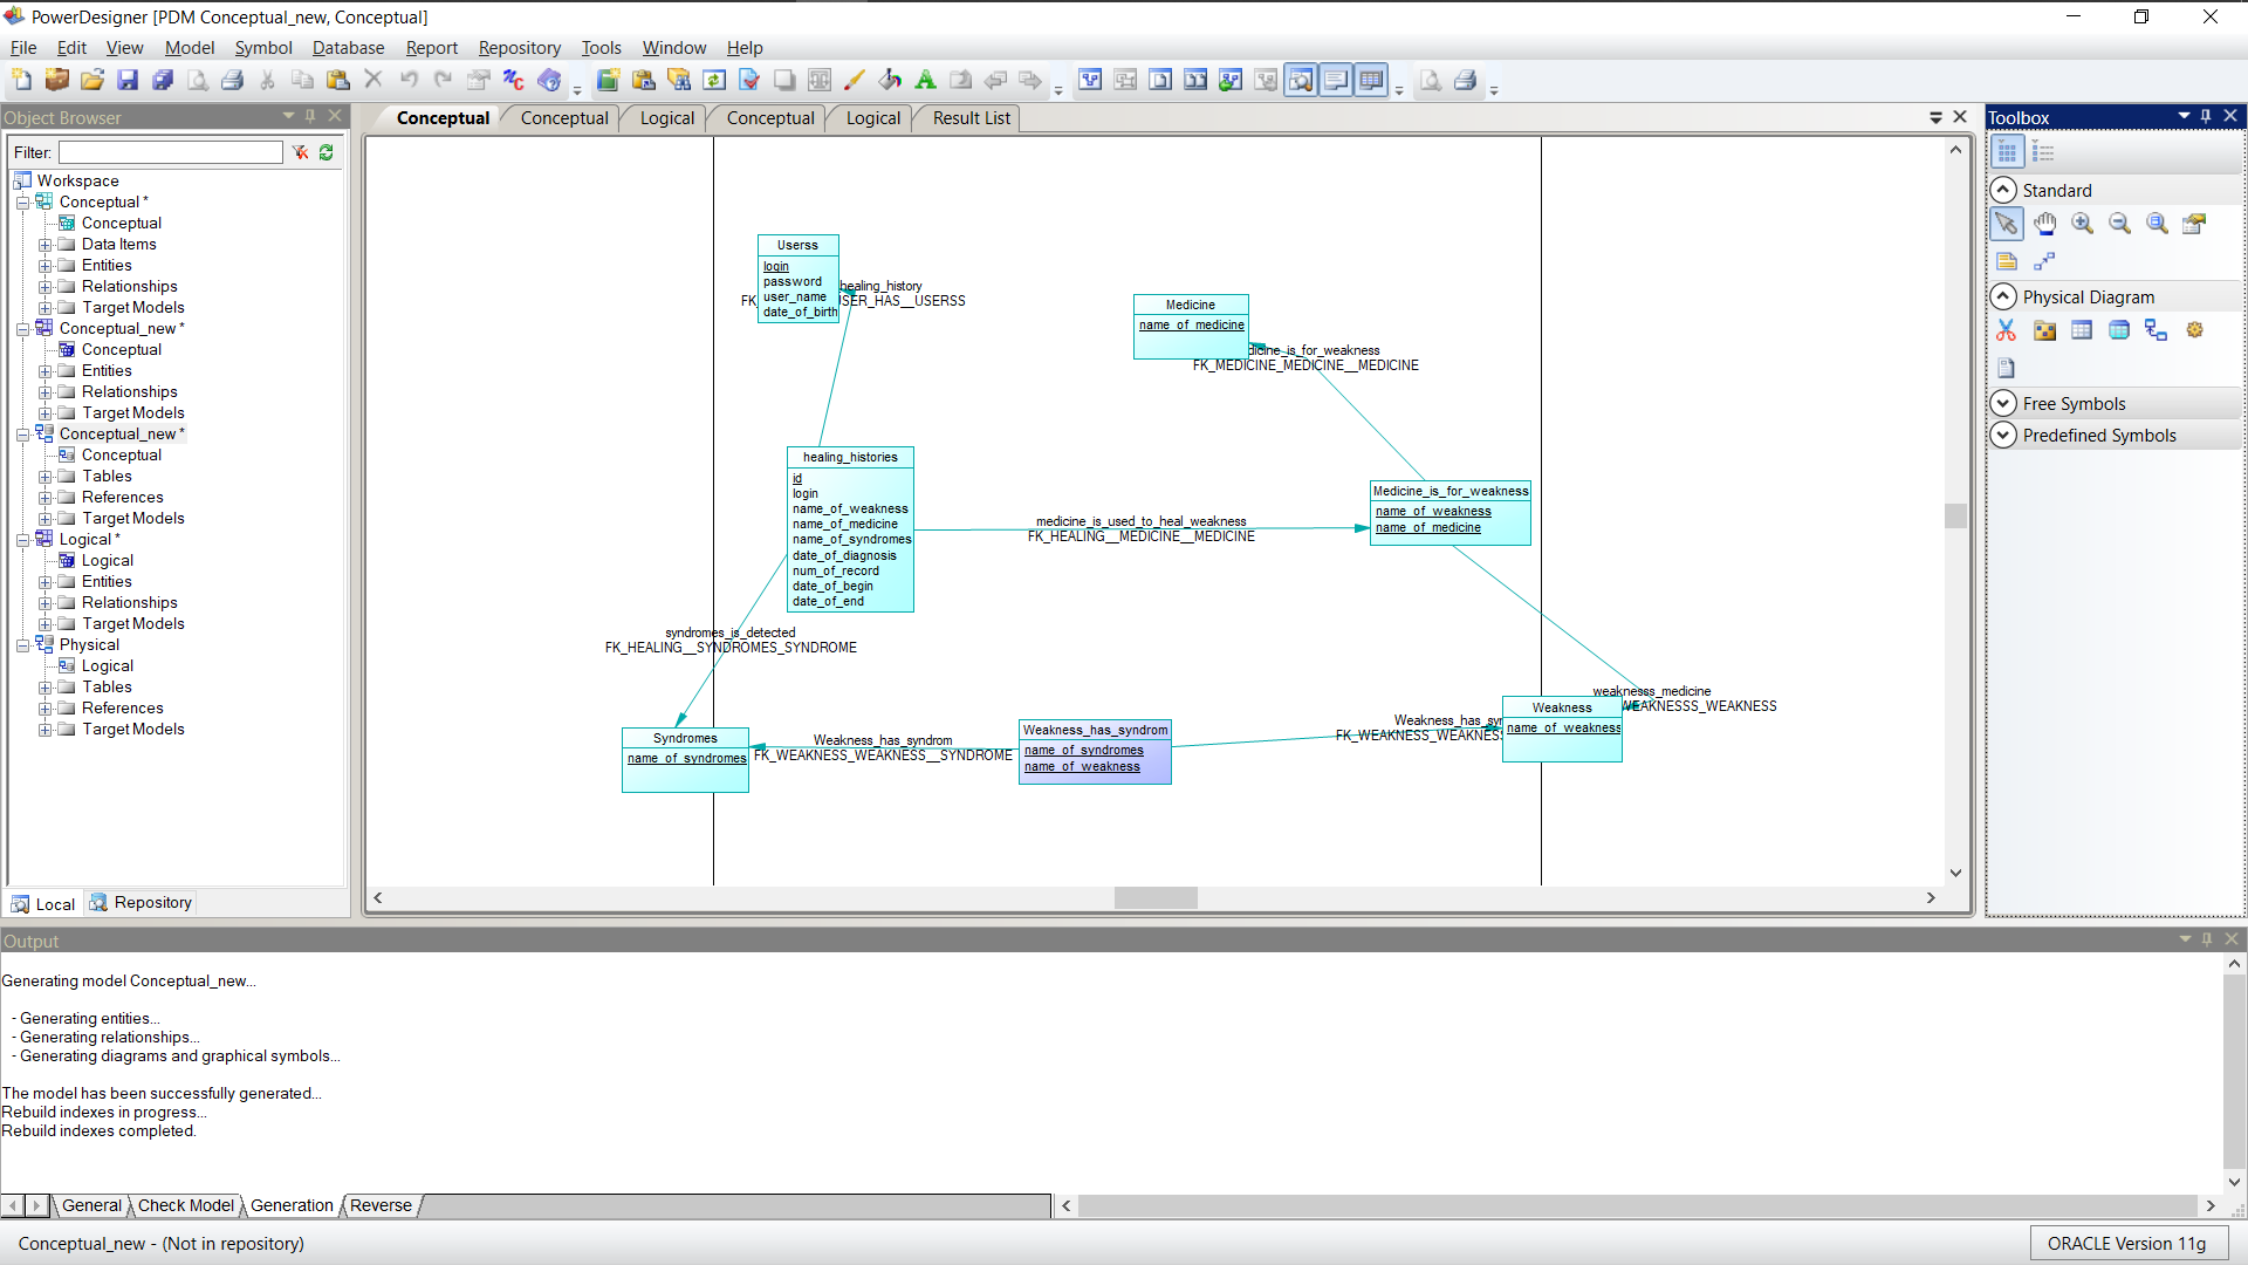 PowerDesigner [PDM Conceptual_new, Conceptual]
File Edit View Model Symbol Database Report Repository Tools Window Help
Object Browser
Filter:
Workspace
Conceptual *
Conceptual
Data Items
Entities
Relationships
Target Models
Conceptual_new *
Conceptual
Entities
Relationships
Target Models
Conceptual_new *
Conceptual
Tables
References
Target Models
Logical *
Logical
Entities
Relationships
Target Models
Physical
Logical
Tables
References
Target Models
Local Repository
Conceptual Conceptual Logical Conceptual Logical Result List
Userss
login
password
user_name
date_of_birth
healing_history
Medicine
name_of_medicine
FK_MEDICINE_MEDICINE__MEDICINE
healing_histories
id
login
name_of_weakness
name_of_medicine
name_of_syndromes
date_of_diagnosis
num_of_record
date_of_begin
date_of_end
medicine_is_used_to_heal_weakness
FK_HEALING__MEDICINE__MEDICINE
Medicine_is_for_weakness
name_of_weakness
name_of_medicine
syndromes_is_detected
FK_HEALING__SYNDROMES_SYNDROME
Syndromes
name_of_syndromes
Weakness_has_syndrom
FK_WEAKNESS_WEAKNESS__SYNDROME
Weakness_has_syndrom
name_of_syndromes
name_of_weakness
weaknesss_medicine
Weakness
name_of_weakness
Toolbox
Standard
Physical Diagram
Free Symbols
Predefined Symbols
Output
Generating model Conceptual_new...
- Generating entities...
- Generating relationships...
- Generating diagrams and graphical symbols...
The model has been successfully generated...
Rebuild indexes in progress...
Rebuild indexes completed.
General Check Model Generation Reverse
Conceptual_new - (Not in repository)
ORACLE Version 11g